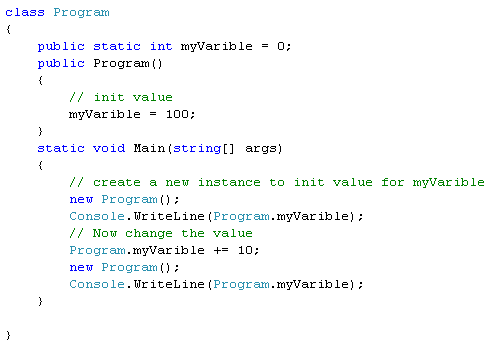 class Program
{
    public static int myVarible = 0;
    public Program()
    {
        // init value
        myVarible = 100;
    }
    static void Main(string[] args)
    {
        // create a new instance to init value for myVarible
        new Program();
        Console.WriteLine(Program.myVarible);
        // Now change the value
        Program.myVarible += 10;
        new Program();
        Console.WriteLine(Program.myVarible);
    }
}